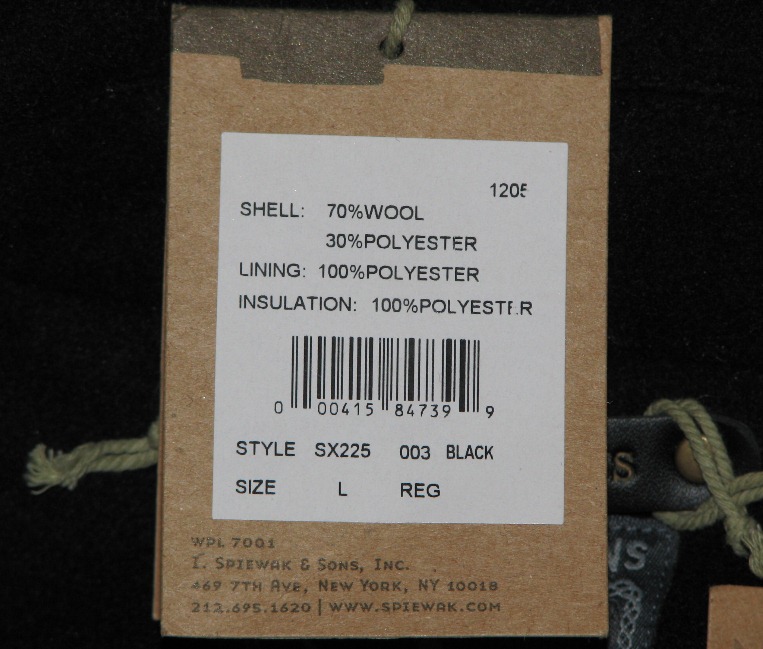 1205
SHELL: 70%WOOL
30%POLYESTER
LINING: 100%POLYESTER
INSULATION: 100%POLYESTER
0 00415 84739 9
STYLE SX225 003 BLACK
SIZE L REG
WPL 7001
I. SPIEWAK & SONS, INC.
469 7TH AVE, NEW YORK, NY 10018
212.695.1620 | WWW.SPIEWAK.COM